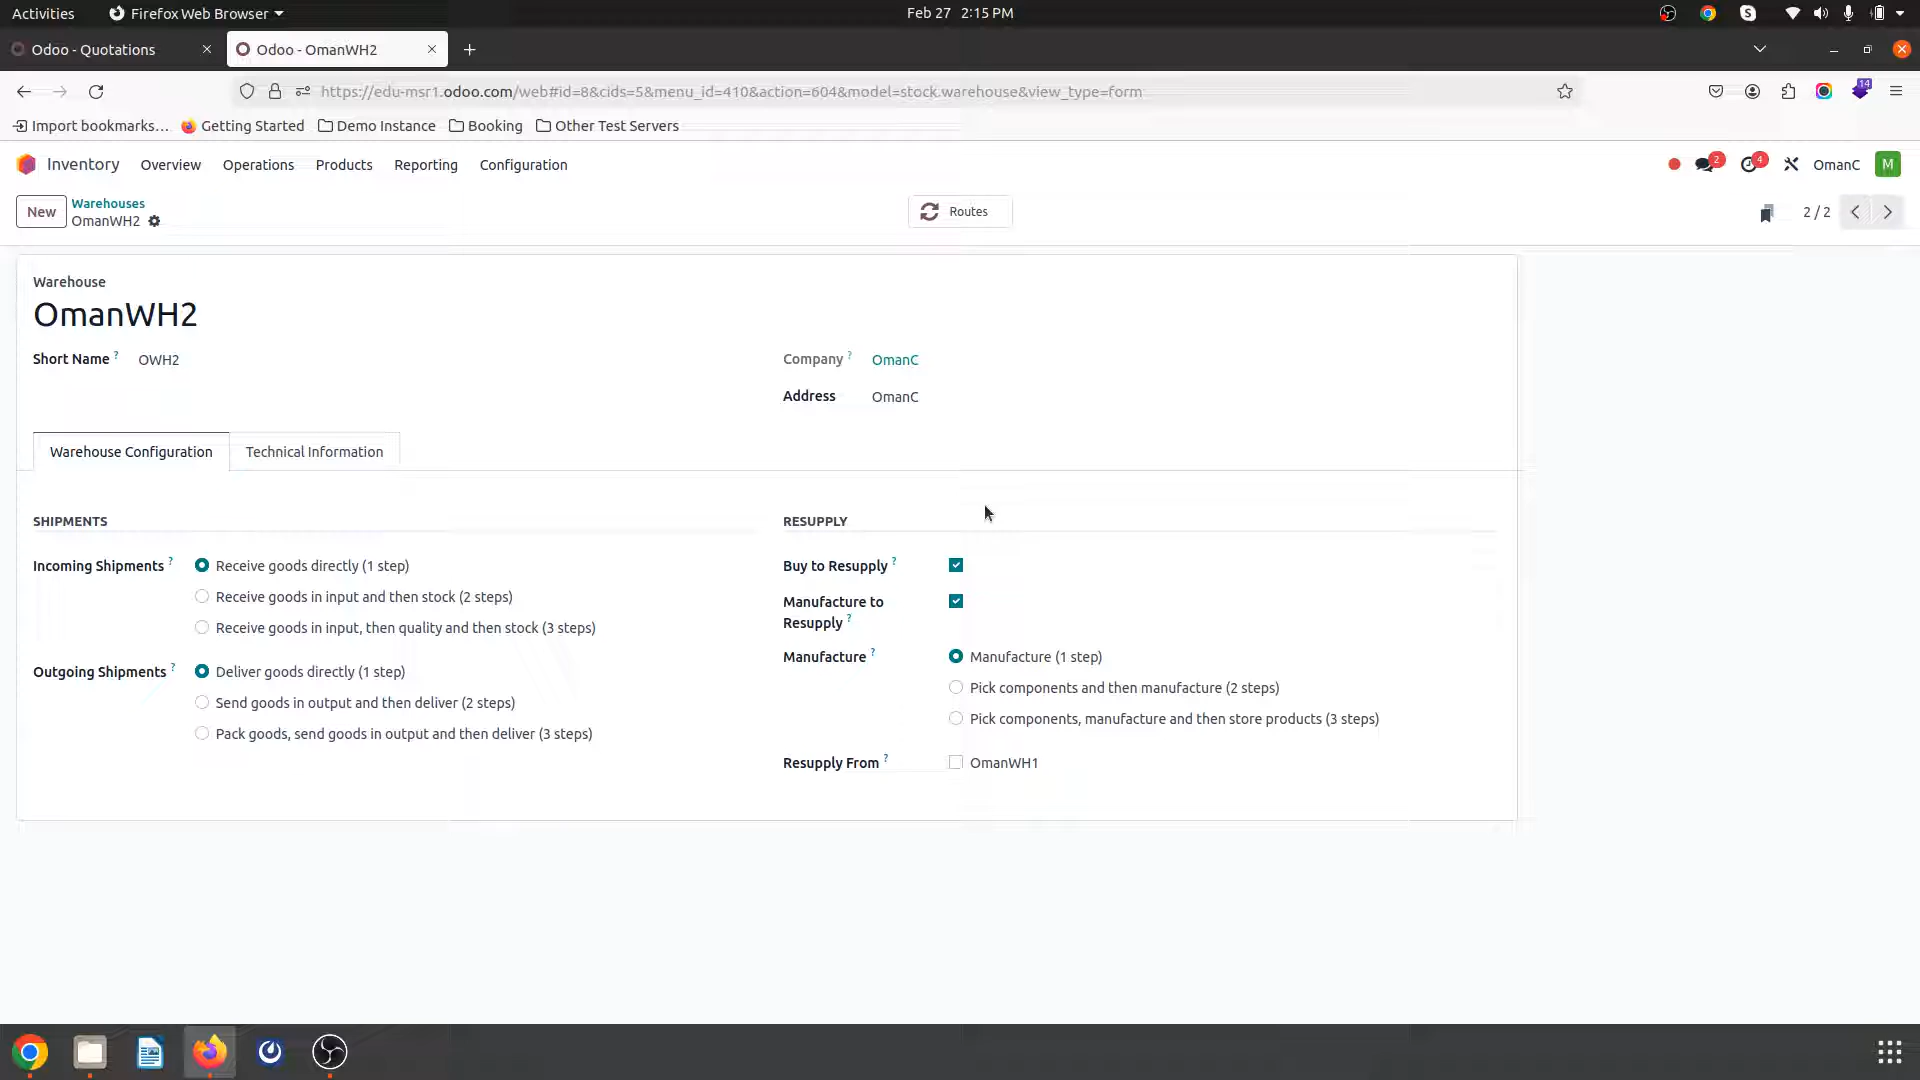 Activities
Firefox Web Browser
Feb 27 2:15 PM
Odoo - Quotations
Odoo - OmanWH2
https://edu-msr1.odoo.com/web#id=8&cids=5&menu_id=410&action=604&model=stock.warehouse&view_type=form
14
Import bookmarks…
Getting Started
Demo Instance
Booking
Other Test Servers
Inventory
Overview
Operations
Products
Reporting
Configuration
2
4
OmanC
M
New
Warehouses
OmanWH2
Routes
2 / 2
Warehouse
OmanWH2
Short Name ?
OWH2
Company ?
OmanC
Address
OmanC
Warehouse Configuration
Technical Information
SHIPMENTS
Incoming Shipments ?
Receive goods directly (1 step)
Receive goods in input and then stock (2 steps)
Receive goods in input, then quality and then stock (3 steps)
Outgoing Shipments ?
Deliver goods directly (1 step)
Send goods in output and then deliver (2 steps)
Pack goods, send goods in output and then deliver (3 steps)
RESUPPLY
Buy to Resupply ?
Manufacture to
Resupply ?
Manufacture ?
Manufacture (1 step)
Pick components and then manufacture (2 steps)
Pick components, manufacture and then store products (3 steps)
Resupply From ?
OmanWH1